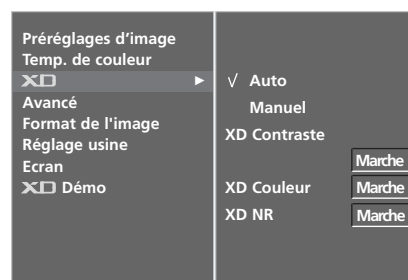 Préréglages d’image
Temp. de couleur
XD
Avancé
Format de l'image
Réglage usine
Ecran
XD Démo
√ Auto
Manuel
XD Contraste
Marche
XD Couleur Marche
XD NR Marche